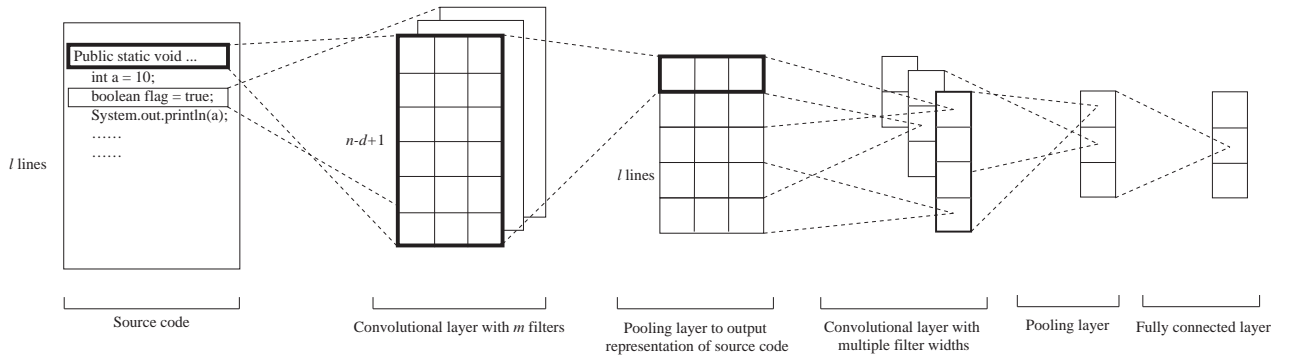 Public static void ...
int a = 10;
boolean flag = true;
System.out.println(a);
……
……
l lines
n-d+1
l lines
Source code
Convolutional layer with m filters
Pooling layer to output
representation of source code
Convolutional layer with
multiple filter widths
Pooling layer
Fully connected layer